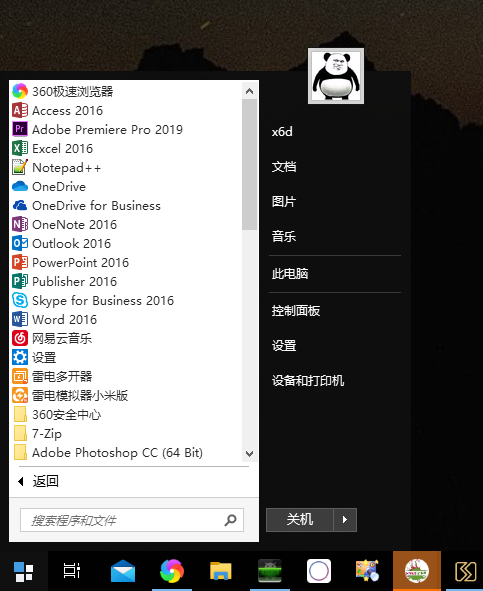 360极速浏览器
Access 2016
Adobe Premiere Pro 2019
Excel 2016
Notepad++
OneDrive
OneDrive for Business
OneNote 2016
Outlook 2016
PowerPoint 2016
Publisher 2016
Skype for Business 2016
Word 2016
网易云音乐
设置
雷电多开器
雷电模拟器小米版
360安全中心
7-Zip
Adobe Photoshop CC (64 Bit)
返回
搜索程序和文件
x6d
文档
图片
音乐
此电脑
控制面板
设置
设备和打印机
关机